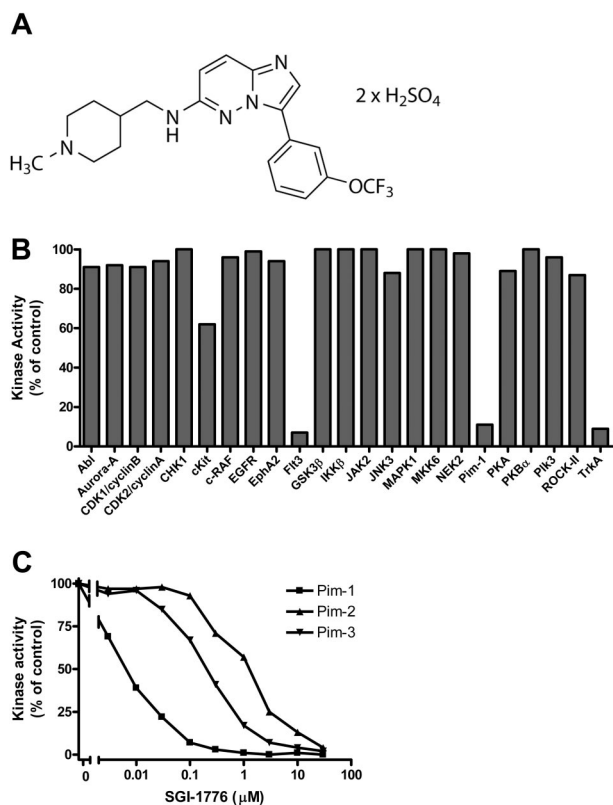 A
H₃C
N
N
H
N
N
N
OCF₃
2 x H₂SO₄
B
Kinase Activity
(% of control)
100
80
60
40
20
0
Abl
Aurora-A
CDK1/cyclinB
CDK2/cyclinA
CHK1
cKit
c-RAF
EGFR
EphA2
Flt3
GSK3β
IKKβ
JAK2
JNK3
MAPK1
MKK6
NEK2
Pim-1
PKA
PKBα
Plk3
ROCK-II
TrkA
C
Kinase activity
(% of control)
100
75
50
25
0
Pim-1
Pim-2
Pim-3
0 0.01 0.1 1 10 100
SGI-1776 (μM)